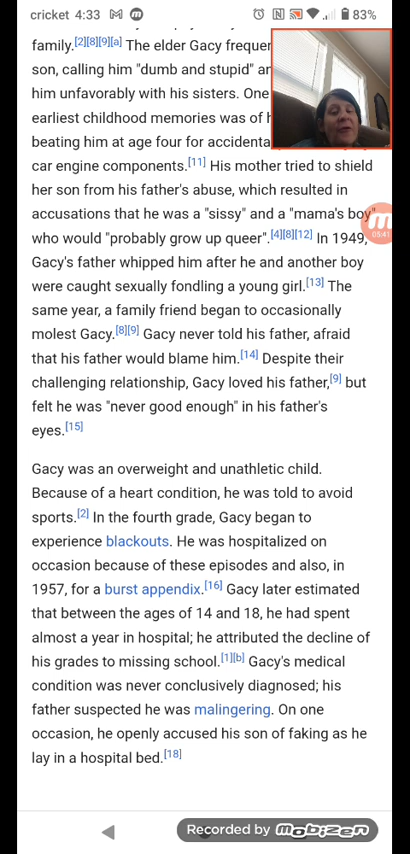 cricket 4:33 M m 83%
family.[2][8][9][a] The elder Gacy frequen
son, calling him "dumb and stupid" an
him unfavorably with his sisters. One
earliest childhood memories was of h
beating him at age four for accidenta
car engine components.[11] His mother tried to shield
her son from his father's abuse, which resulted in
accusations that he was a "sissy" and a "mama's boy"
who would "probably grow up queer".[4][8][12] In 1949,
05:41
Gacy's father whipped him after he and another boy
were caught sexually fondling a young girl.[13] The
same year, a family friend began to occasionally
molest Gacy.[8][9] Gacy never told his father, afraid
that his father would blame him.[14] Despite their
challenging relationship, Gacy loved his father,[9] but
felt he was "never good enough" in his father's
eyes.[15]
Gacy was an overweight and unathletic child.
Because of a heart condition, he was told to avoid
sports.[2] In the fourth grade, Gacy began to
experience blackouts. He was hospitalized on
occasion because of these episodes and also, in
1957, for a burst appendix.[16] Gacy later estimated
that between the ages of 14 and 18, he had spent
almost a year in hospital; he attributed the decline of
his grades to missing school.[1][b] Gacy's medical
condition was never conclusively diagnosed; his
father suspected he was malingering. On one
occasion, he openly accused his son of faking as he
lay in a hospital bed.[18]
Recorded by mobizen